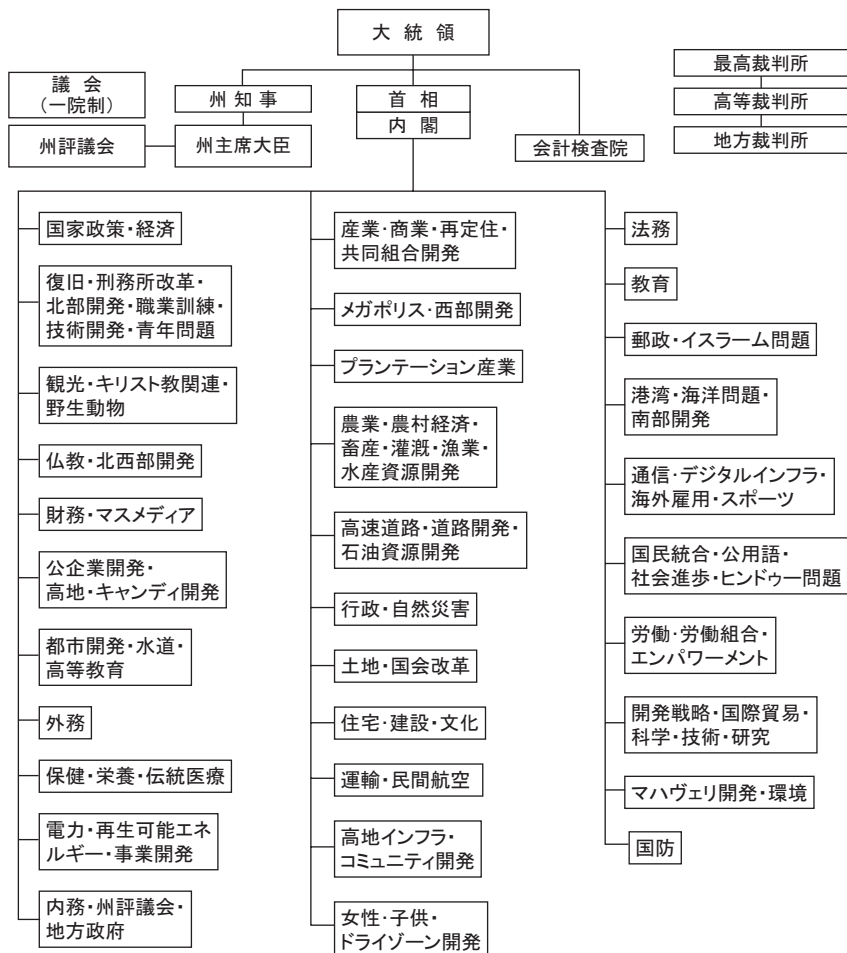 大統領
議会
（一院制）
州知事
首相
内閣
州評議会
州主席大臣
会計検査院
最高裁判所
高等裁判所
地方裁判所
国家政策・経済
復旧・刑務所改革・
北部開発・職業訓練・
技術開発・青年問題
観光・キリスト教関連・
野生動物
仏教・北西部開発
財務・マスメディア
公企業開発・
高地・キャンディ開発
都市開発・水道・
高等教育
外務
保健・栄養・伝統医療
電力・再生可能エネ
ルギー・事業開発
内務・州評議会・
地方政府
産業・商業・再定住・
共同組合開発
メガポリス・西部開発
プランテーション産業
農業・農村経済・
畜産・灌漑・漁業・
水産資源開発
高速道路・道路開発・
石油資源開発
行政・自然災害
土地・国会改革
住宅・建設・文化
運輸・民間航空
高地インフラ・
コミュニティ開発
女性・子供・
ドライゾーン開発
法務
教育
郵政・イスラーム問題
港湾・海洋問題・
南部開発
通信・デジタルインフラ・
海外雇用・スポーツ
国民統合・公用語・
社会進歩・ヒンドゥー問題
労働・労働組合・
エンパワーメント
開発戦略・国際貿易・
科学・技術・研究
マハヴェリ開発・環境
国防